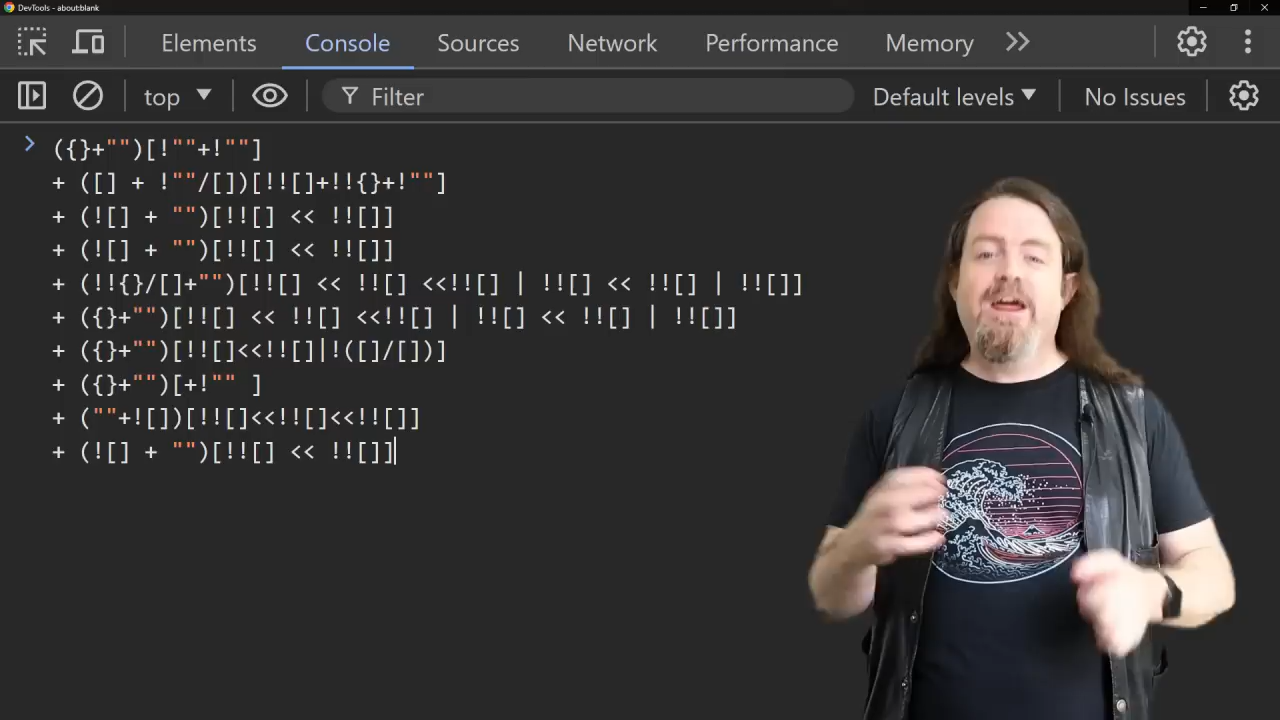 DevTools - about:blank
Elements Console Sources Network Performance Memory
top Filter Default levels No Issues
> ({}+"")[!""+!""]
+ ([] + !""/[])[!![]+!!{}+!""]
+ (![] + "")[!![] << !![]]
+ (![] + "")[!![] << !![]]
+ (!!{}/[]+"")[!![] << !![] <<!![] | !![] << !![] | !![]]
+ ({}+"")[!![] << !![] <<!![] | !![] << !![] | !![]]
+ ({}+"")[!![]<<!![]|!([]/[])]
+ ({}+"")[+!"" ]
+ (""+![])[!![]<<!![]<<!![]]
+ (![] + "")[!![] << !![]]